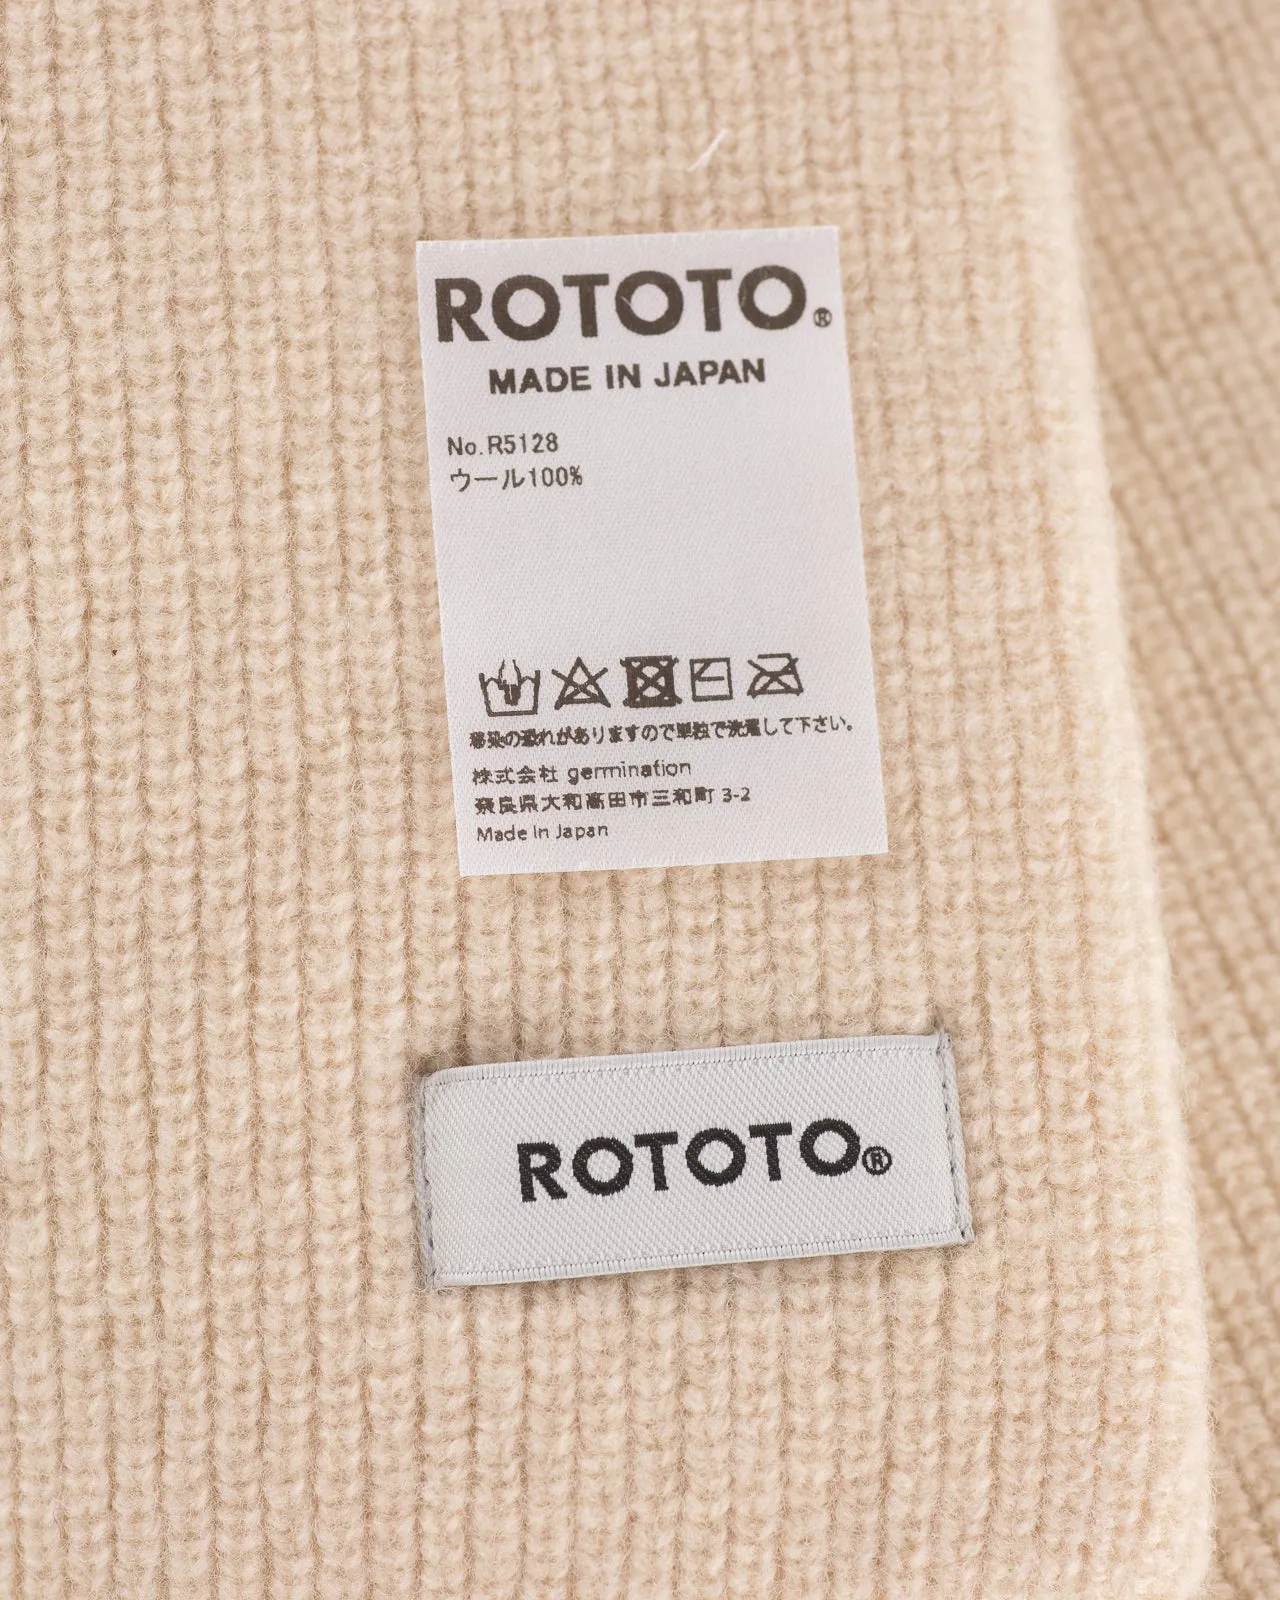 ROTOTO®
MADE IN JAPAN
No.R5128
ウール100%
移染の恐れがありますので単独で洗濯して下さい。
株式会社 germination
奈良県大和高田市三和町 3-2
Made in Japan
ROTOTO®